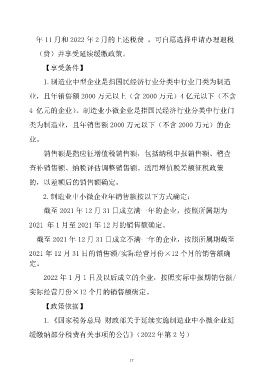 年 11 月和 2022 年 2 月的上述税费，可自愿选择申请办理退税
（费）并享受延续缓缴政策。
【享受条件】
1.制造业中型企业是指国民经济行业分类中行业门类为制造
业，且年销售额 2000 万元以上（含 2000 万元）4 亿元以下（不含
4 亿元的企业）。制造业小微企业是指国民经济行业分类中行业门
类为制造业，且年销售额 2000 万元以下（不含 2000 万元）的企
业。
销售额是指应征增值税销售额，包括纳税申报销售额、稽查
查补销售额、纳税评估调整销售额。适用增值税差额征税政策
的，以差额后的销售额确定。
2.制造业中小微企业年销售额按以下方式确定：
截至 2021 年 12 月 31 日成立满一年的企业，按照所属期为
2021 年 1 月至 2021 年 12 月的销售额确定。
截至 2021 年 12 月 31 日成立不满一年的企业，按照所属期截至
2021 年 12 月 31 日的销售额/实际经营月份×12 个月的销售额确
定。
2022 年 1 月 1 日及以后成立的企业，按照实际申报期销售额/
实际经营月份×12 个月的销售额确定。
【政策依据】
1.《国家税务总局 财政部关于延续实施制造业中小微企业延
缓缴纳部分税费有关事项的公告》（2022 年第 2 号）
17